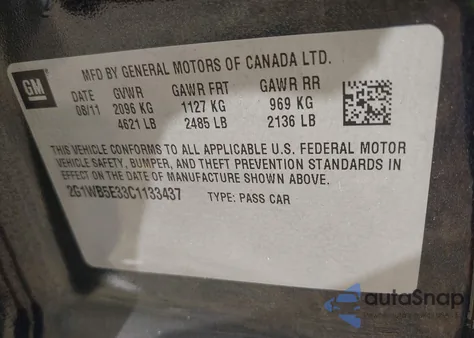 GM
MFD BY GENERAL MOTORS OF CANADA LTD.
DATE GVWR GAWR FRT GAWR RR
08/11 2096 KG 1127 KG 969 KG
4621 LB 2485 LB 2136 LB
THIS VEHICLE CONFORMS TO ALL APPLICABLE U.S. FEDERAL MOTOR
VEHICLE SAFETY, BUMPER, AND THEFT PREVENTION STANDARDS IN
EFFECT ON THE DATE OF MANUFACTURE SHOWN ABOVE.
2G1WB5E33C1133437 TYPE: PASS CAR
autoSnap